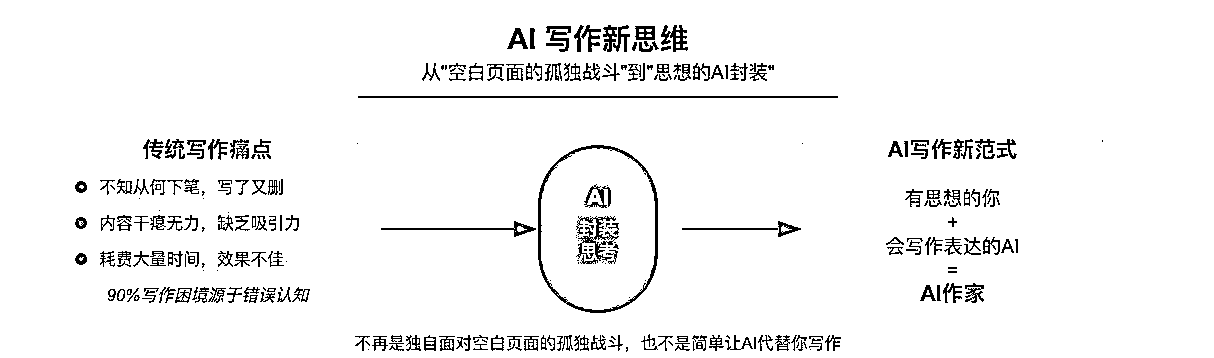 AI 写作新思维
从"空白页面的孤独战斗"到"思想的AI封装"
传统写作痛点
不知从何下笔，写了又删
内容干瘪无力，缺乏吸引力
耗费大量时间，效果不佳
90%写作困境源于错误认知
AI
封装
思考
AI写作新范式
有思想的你
+
会写作表达的AI
=
AI作家
不再是独自面对空白页面的孤独战斗，也不是简单让AI代替你写作